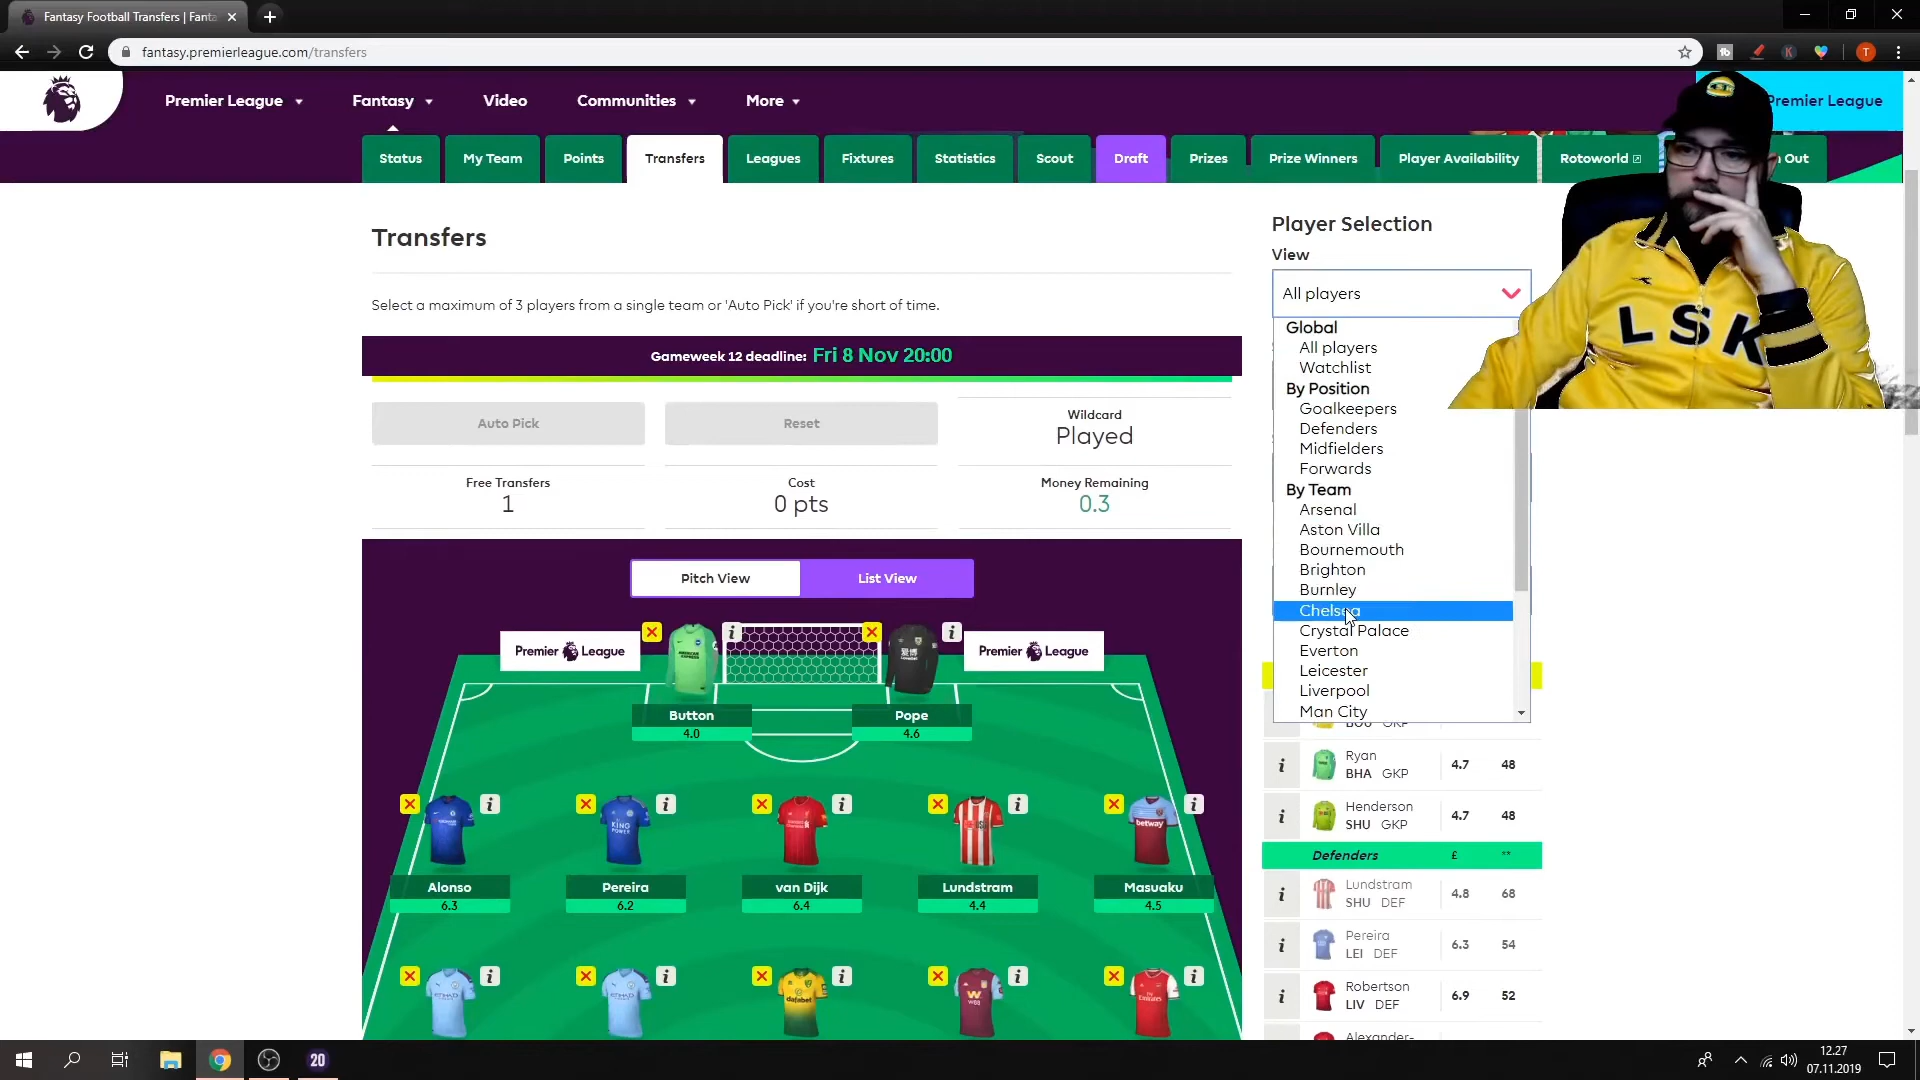 Fantasy Football Transfers | Fanta
fantasy.premierleague.com/transfers
T
Premier League
Fantasy
Video
Communities
More
Premier League
Status
My Team
Points
Transfers
Leagues
Fixtures
Statistics
Scout
Draft
Prizes
Prize Winners
Player Availability
Rotoworld
Out
Transfers
Select a maximum of 3 players from a single team or 'Auto Pick' if you're short of time.
Gameweek 12 deadline: Fri 8 Nov 20:00
Auto Pick
Reset
Wildcard
Played
Free Transfers
1
Cost
0 pts
Money Remaining
0.3
Pitch View
List View
Premier League
Premier League
Button
4.0
Pope
4.6
Alonso
6.3
Pereira
6.2
van Dijk
6.4
Lundstram
4.4
Masuaku
4.5
Player Selection
View
All players
Global
All players
Watchlist
By Position
Goalkeepers
Defenders
Midfielders
Forwards
By Team
Arsenal
Aston Villa
Bournemouth
Brighton
Burnley
Chelsea
Crystal Palace
Everton
Leicester
Liverpool
Man City
BOU GKP
Ryan
BHA GKP
4.7 48
Henderson
SHU GKP
4.7 48
Defenders £ **
Lundstram
SHU DEF
4.8 68
Pereira
LEI DEF
6.3 54
Robertson
LIV DEF
6.9 52
Alexander-
LSK
20
12.27
07.11.2019